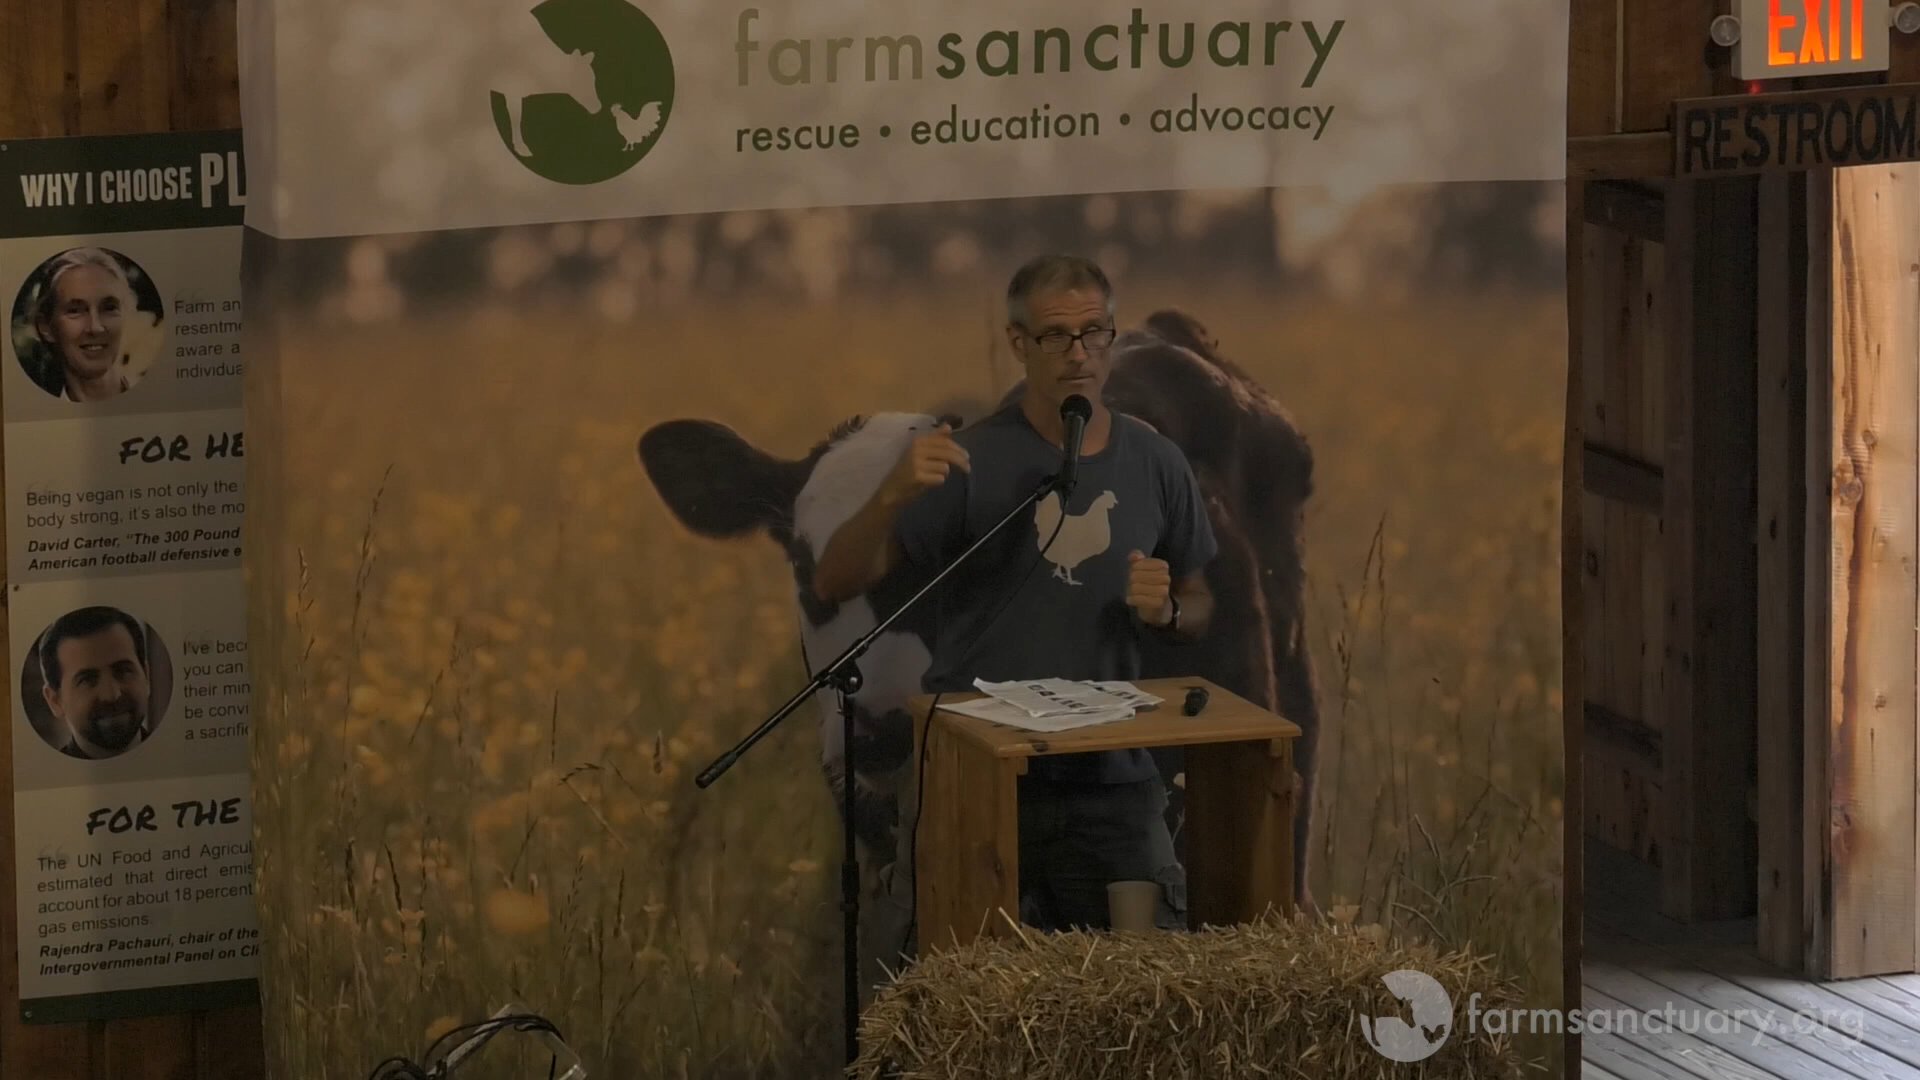 farmsanctuary
rescue • education • advocacy
EXIT
RESTROOM
WHY I CHOOSE PL
Farm an
resentme
aware a
individua
FOR HE
Being vegan is not only the
body strong, it's also the mo
David Carter, "The 300 Pound
American football defensive e
I've bec
you can
their min
be convi
a sacrific
FOR THE
The UN Food and Agricul
estimated that direct emis
account for about 18 percent
gas emissions
Rajendra Pachauri, chair of the
Intergovernmental Panel on Cli
farmsanctuary.org